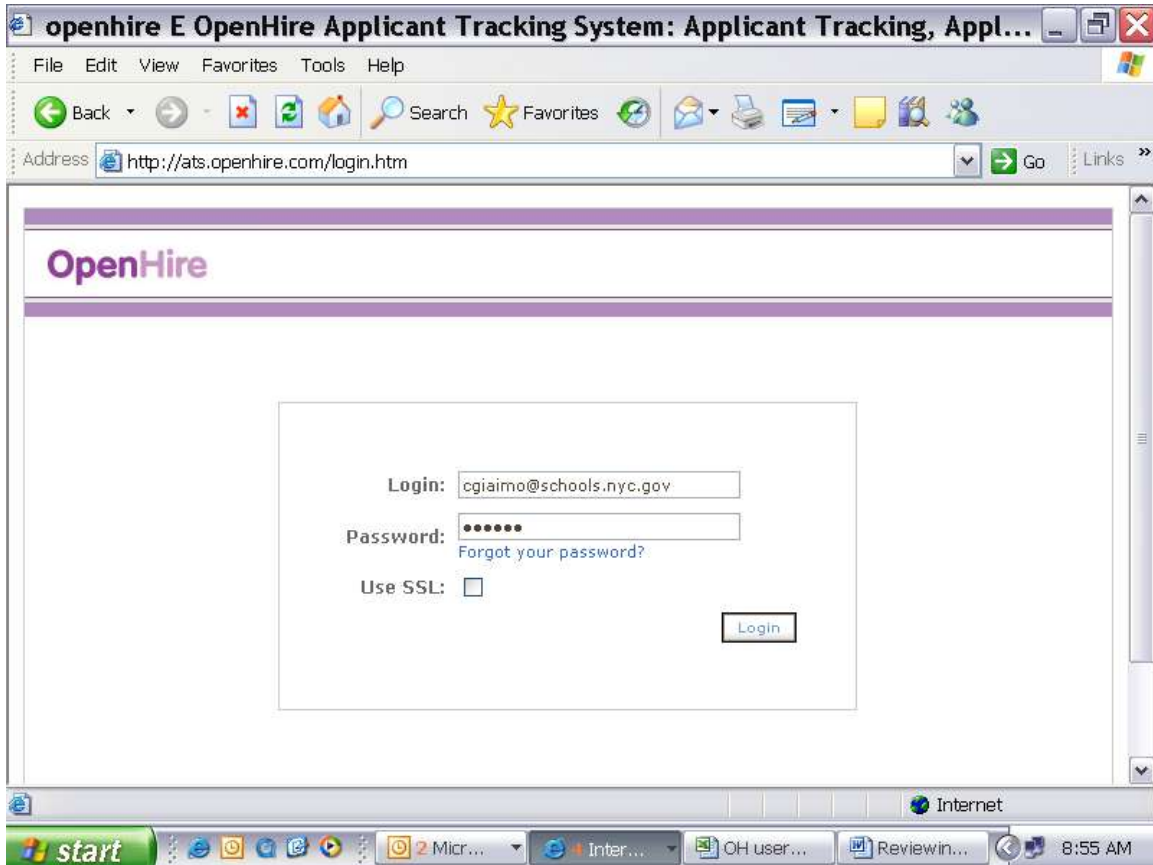 openhire E OpenHire Applicant Tracking System: Applicant Tracking, Appl...
File Edit View Favorites Tools Help
Back Search Favorites
Address http://ats.openhire.com/login.htm Go Links »
OpenHire
Login: cgiaimo@schools.nyc.gov
Password: ••••••
Forgot your password?
Use SSL:
Login
Internet
start 2 Micr... 4 Inter... OH user... Reviewin... 8:55 AM